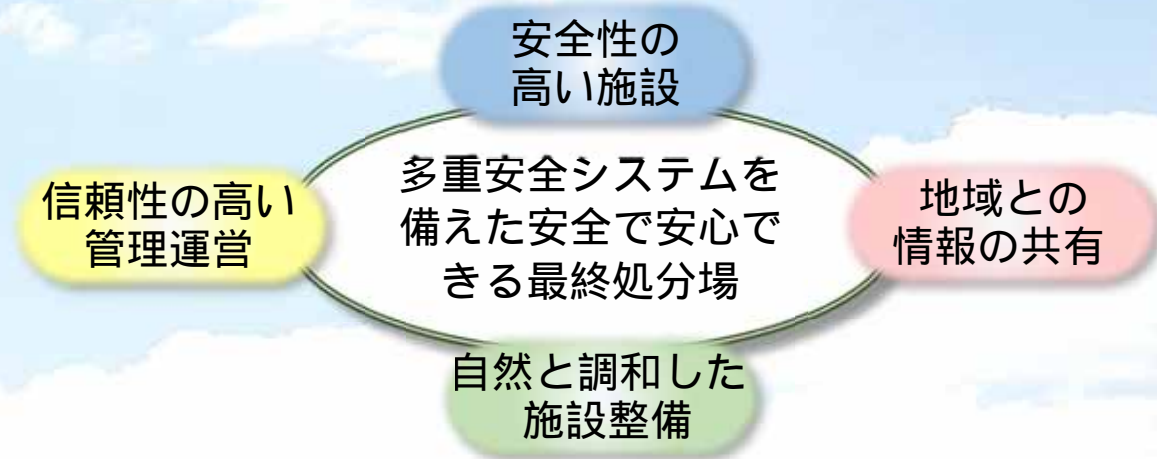 安全性の
高い施設
多重安全システムを
備えた安全で安心で
きる最終処分場
信頼性の高い
管理運営
地域との
情報の共有
自然と調和した
施設整備